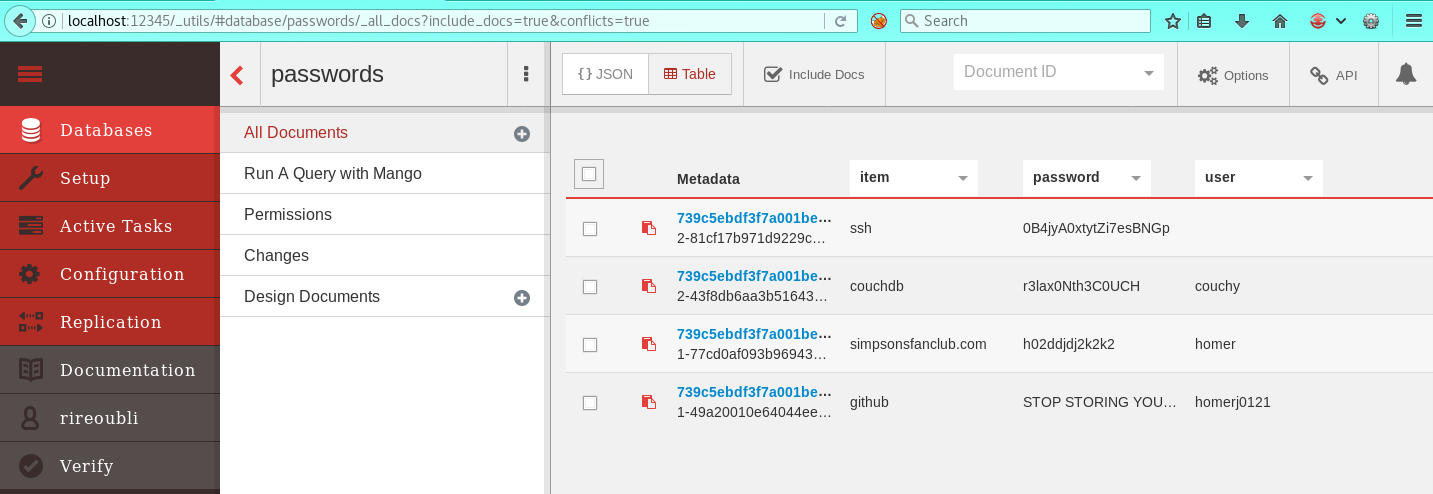 localhost:12345/_utils/#database/passwords/_all_docs?include_docs=true&conflicts=true
Search
passwords
{} JSON
Table
Include Docs
Document ID
Options
API
Databases
Setup
Active Tasks
Configuration
Replication
Documentation
rireoubli
Verify
All Documents
Run A Query with Mango
Permissions
Changes
Design Documents
Metadata item password user
739c5ebdf3f7a001be... ssh 0B4jyA0xtytZi7esBNGp
2-81cf17b971d9229c...
739c5ebdf3f7a001be... couchdb r3lax0Nth3C0UCH couchy
2-43f8db6aa3b51643...
739c5ebdf3f7a001be... simpsonsfanclub.com h02ddjdj2k2k2 homer
1-77cd0af093b96943...
739c5ebdf3f7a001be... github STOP STORING YOU... homerj0121
1-49a20010e64044ee...